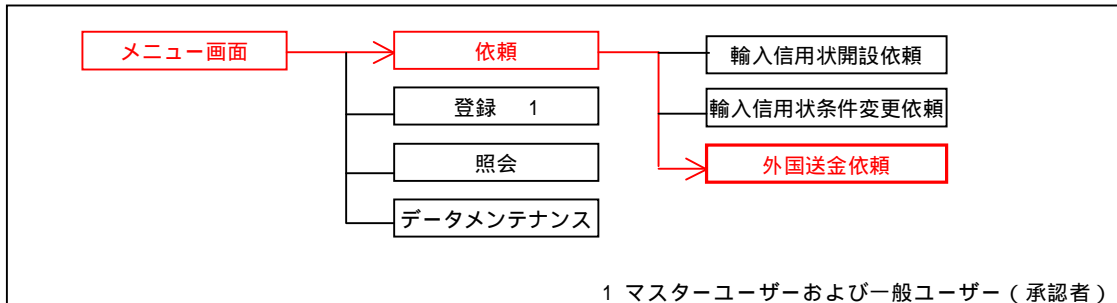 メニュー画面
依頼
輸入信用状開設依頼
登録 1
輸入信用状条件変更依頼
照会
外国送金依頼
データメンテナンス
1 マスターユーザーおよび一般ユーザー(承認者)